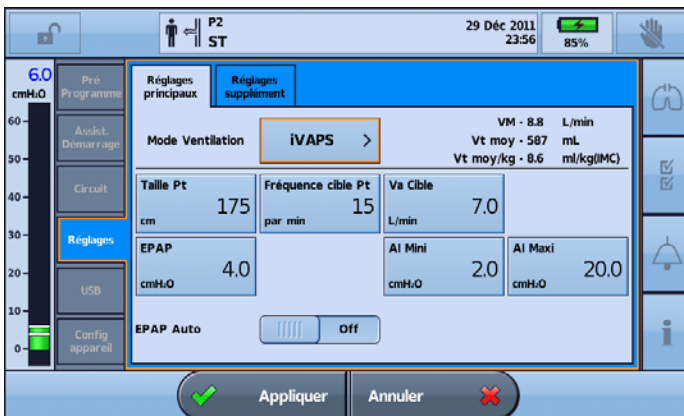 P2
ST
29 Déc 2011
23:56
85%
6.0
cmH₂O
60
50
40
30
20
10
0
Pré
Programme
Assist.
Démarrage
Circuit
Réglages
USB
Config
appareil
Réglages
principaux
Réglages
supplément
Mode Ventilation
iVAPS >
VM - 8.8 L/min
Vt moy - 587 mL
Vt moy/kg - 8.6 ml/kg(IMC)
Taille Pt
175
cm
Fréquence cible Pt
15
par min
Va Cible
7.0
L/min
EPAP
4.0
cmH₂O
AI Mini
2.0
cmH₂O
AI Maxi
20.0
cmH₂O
EPAP Auto
Off
Appliquer
Annuler